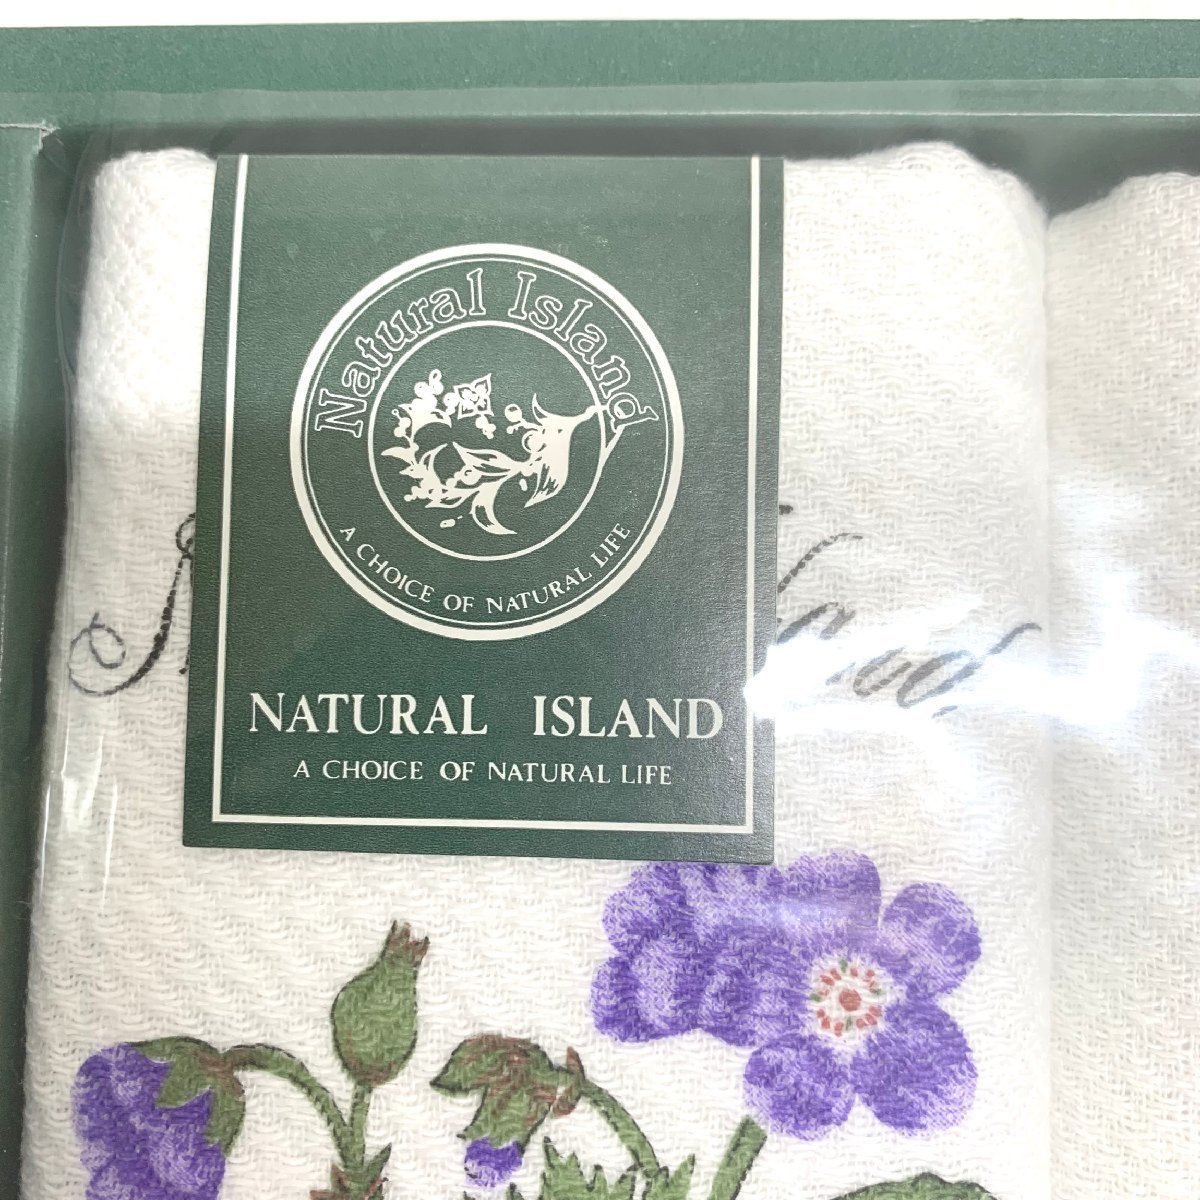 Natural Island
A CHOICE OF NATURAL LIFE
NATURAL ISLAND
A CHOICE OF NATURAL LIFE